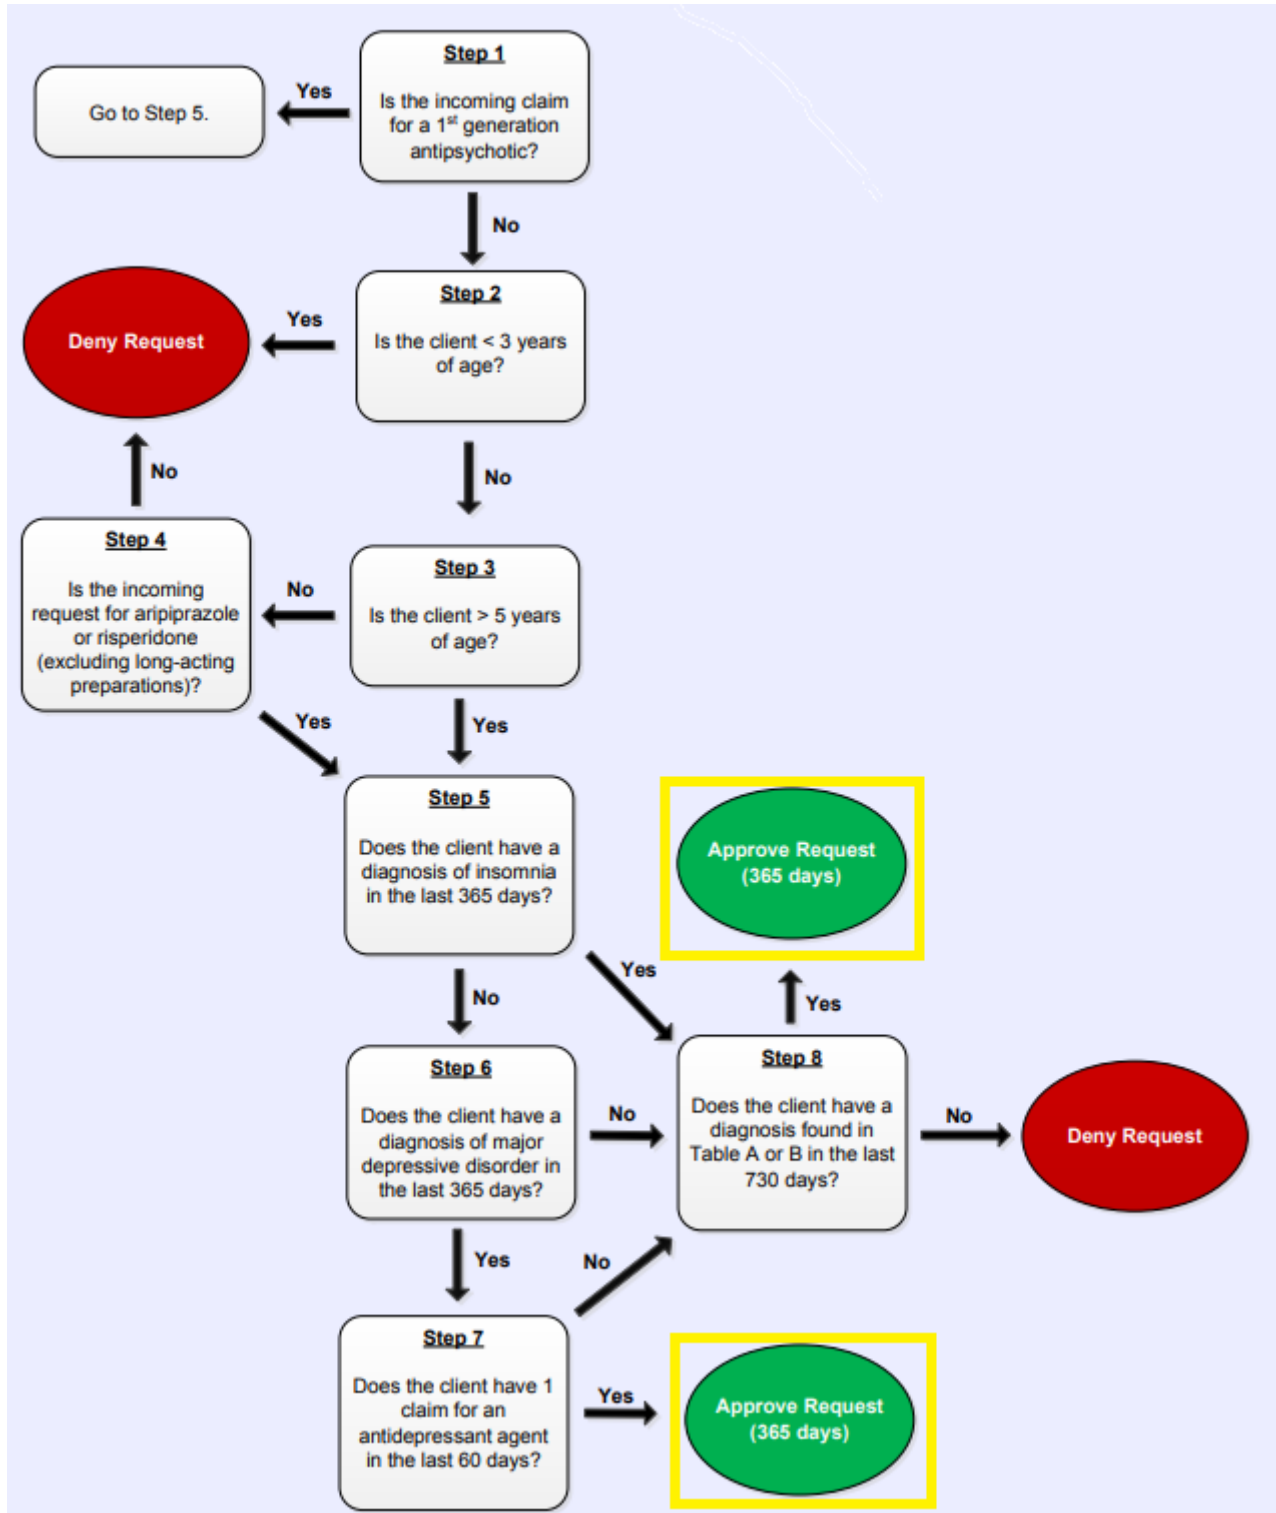 Step 1
Is the incoming claim
for a 1st generation
antipsychotic?
Yes
Go to Step 5.
No
Step 2
Is the client < 3 years
of age?
Yes
Deny Request
No
No
Step 3
Is the client > 5 years
of age?
No
Step 4
Is the incoming
request for aripiprazole
or risperidone
(excluding long-acting
preparations)?
Yes
Yes
Step 5
Does the client have a
diagnosis of insomnia
in the last 365 days?
Approve Request
(365 days)
Yes
No
Yes
Step 6
Does the client have a
diagnosis of major
depressive disorder in
the last 365 days?
No
Step 8
Does the client have a
diagnosis found in
Table A or B in the last
730 days?
No
Deny Request
Yes
No
Step 7
Does the client have 1
claim for an
antidepressant agent
in the last 60 days?
Yes
Approve Request
(365 days)